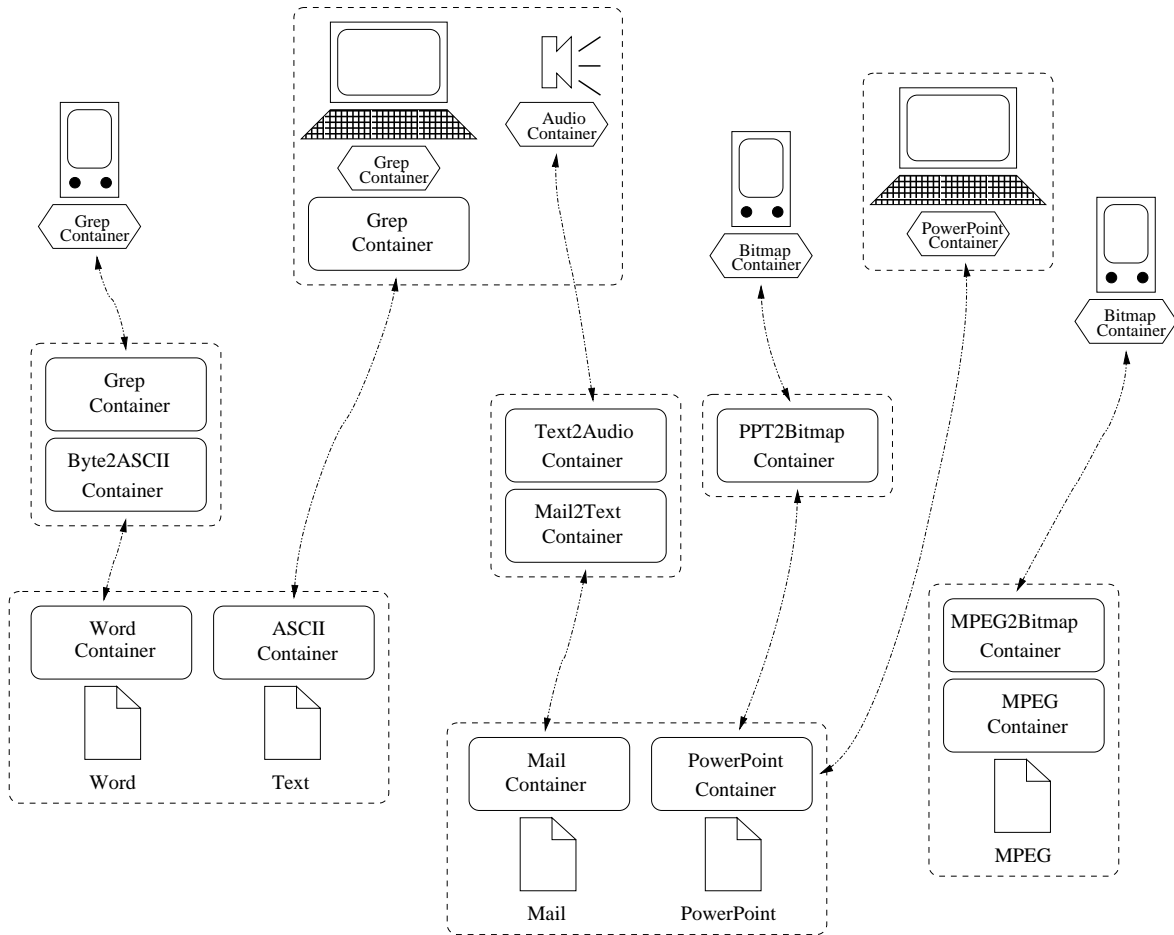 Audio
Container
Grep
Container
Grep
Container
Grep
Container
PowerPoint
Container
Bitmap
Container
Bitmap
Container
Grep
Container
Byte2ASCII
Container
Text2Audio
Container
Mail2Text
Container
PPT2Bitmap
Container
Word
Container
ASCII
Container
Word
Text
MPEG2Bitmap
Container
MPEG
Container
MPEG
Mail
Container
PowerPoint
Container
Mail
PowerPoint